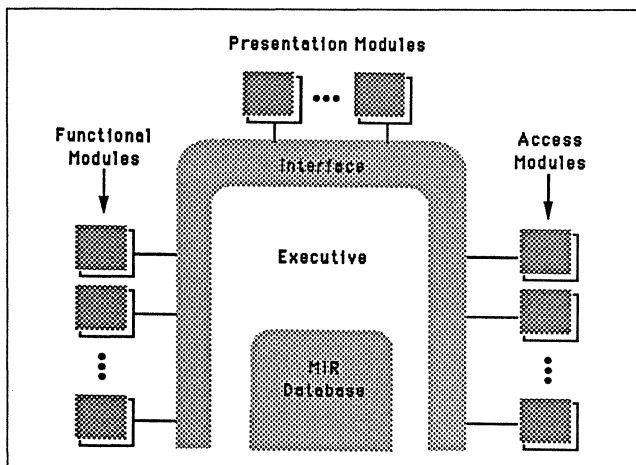 Presentation Modules
Functional
Modules
Access
Modules
Interface
Executive
MIR
Database